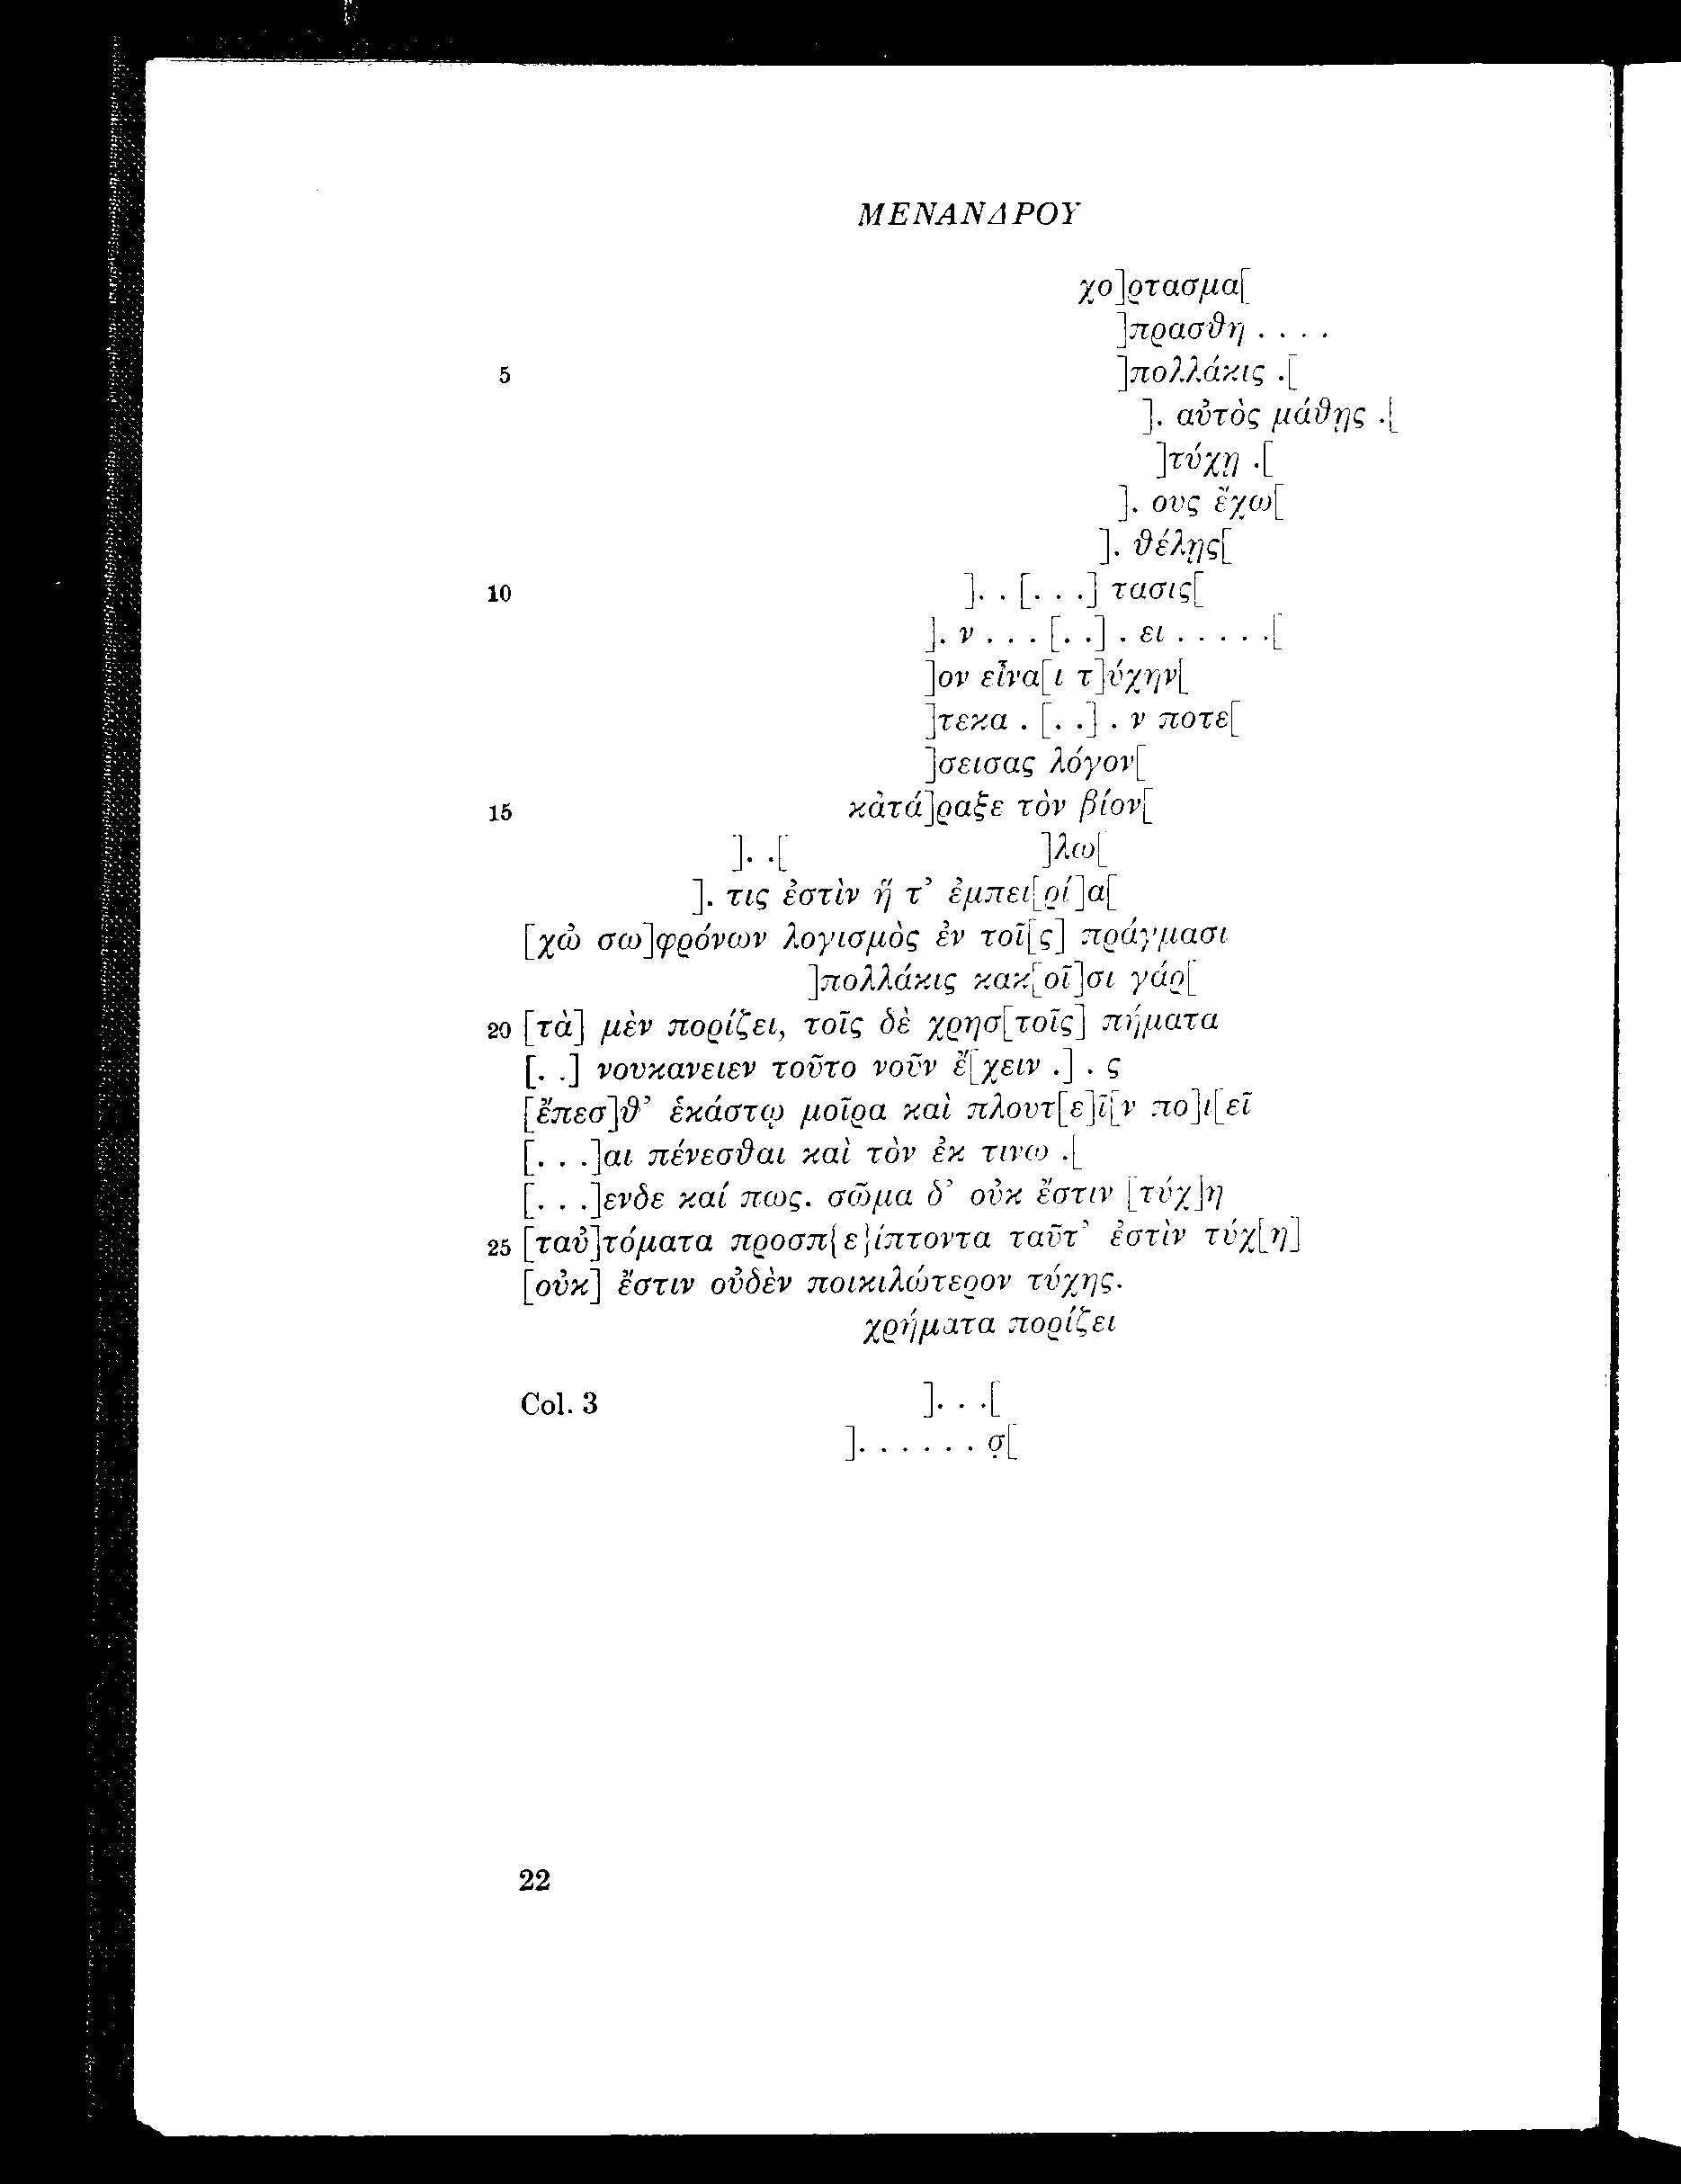 ΜΕΝΑΝΔΡΟΥ
χο]ρτασμα[
]πρασθη . . . .
5 ]πολλάκις .[
]. αὐτὸς μάθῃς .[
]τύχῃ .[
]. ους ἔχω[
]. θέλῃς[
10 ]. . [. . .] τασις[
]. ν . . . [. .] . ει . . . . .[
]ον εἶνα[ι τ]ύχην[
]τεκα . [. .] . ν ποτε[
]σεισας λόγον[
15 κἀτά]ραξε τὸν βίον[
]. .[ ]λω[
]. τις ἐστὶν ἥ τ’ ἐμπει[ρί]α[
[χὠ σω]φρόνων λογισμὸς ἐν τοῖ[ς] πράγμασι
]πολλάκις κακ[οῖ]σι γάρ[
20 [τὰ] μὲν πορίζει, τοῖς δὲ χρησ[τοῖς] πήματα
[. .] νουκανειεν τοῦτο νοῦν ἔ[χειν .] . ς
[ἔπεσ]θ’ ἑκάστῳ μοῖρα καὶ πλουτ[ε]ῖ[ν πο]ι[εῖ
[. . .]αι πένεσθαι καὶ τὸν ἐκ τινω .[
[. . .]ενδε καί πως. σῶμα δ’ οὐκ ἔστιν [τύχ]η
25 [ταὐ]τόματα προσπ{ε}ίπτοντα ταῦτ’ ἐστὶν τύχ[η]
[οὐκ] ἔστιν οὐδὲν ποικιλώτερον τύχης.
χρήματα πορίζει
Col. 3 ]. . .[
]. . . . . . σ̣[
22